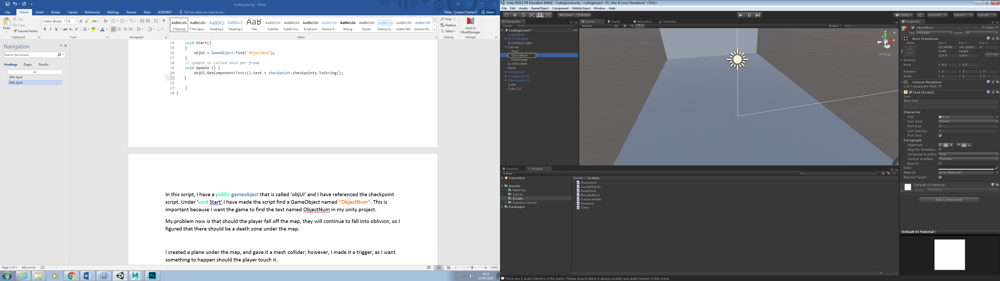 Coding Journal - Word
File Home Insert Design Layout References Mailings Review View ACROBAT Tell me what you want to do... Pitter, Tyreese Charles 2 Share
Paste
Cut
Copy
Format Painter
Clipboard
Calibri (Body) 11
Font
Paragraph
AaBbCcDc AaBbCcDc AaBbCc AaBbCcE AaB AaBbCcD AaBbCcDc AaBbCcDc AaBbCcDc AaBbCcDc AaBbCcDc AaBbCcDc AABBCCDE AABBCCDE
¶ Normal ¶ No Spac... Heading 1 Heading 2 Title Subtitle Subtle Em... Emphasis Intense E... Strong Quote Intense Q... Subtle Ref... Intense Re...
Styles
Find
Replace
Select
Editing
Send to MindManager
Mindjet
Navigation
Search document
Headings Pages Results
29th April
30th April
14 void Start()
15 {
16 objUI = GameObject.Find("ObjectNum");
17 }
18 // Update is called once per frame
19 void Update () {
20 objUI.GetComponent<Text>().text = checkpoint.checkpoints.ToString();
21
22
23 }
24 }
In this script, I have a public gameobject that is called ‘objUI’ and I have referenced the checkpoint
script. Under ‘void Start’ I have made the script find a GameObject named “ObjectNum”. This is
important because I want the game to find the text named ObjectNum in my unity project.
My problem now is that should the player fall off the map, they will continue to fall into oblivion, so I
figured that there should be a death zone under the map.
I created a plane under the map, and gave it a mesh collider; however, I made it a trigger, as I want
something to happen should the player touch it.
Page 3 of 5 608 words
150%
19:12
16/05/2019
Unity 2018.2.7f1 Education (64bit) - CodingLevel.unity - codingproject - PC, Mac & Linux Standalone* <DX11>
File Edit Assets GameObject Component Mobile Input Window Help
Center Global
Collab Account Layers Layout
Hierarchy
Create All
CodingLevel*
codinglevel
FPSController
Directional Light
Canvas
Text
ObjectNum
RawImage
EventSystem
Plane
Checkpoint
Checkpoint (1)
Checkpoint (2)
Cube
Cube (1)
Scene Game Animation Animator
Shaded 2D Gizmos All
y
x
Persp
Console Project
Create
Favorites
Assets
Materials
Scenes
Scripts
Standard Assets
Packages
Assets Scripts
checkpoint
CountObjects
DeadZone
MenuButtons
PressurePlate
Respawn
Timer
Inspector
ObjectNum Static
Tag Untagged Layer UI
Rect Transform
center Pos X Pos Y Pos Z
top 59.94998 -65.20001 0
Width Height
119.9 130.4 R
Anchors
Pivot X 0.5 Y 0.5
Rotation X 0 Y 0 Z 0
Scale X 1 Y 1 Z 1
Canvas Renderer
Cull Transparent Mesh
Text (Script)
Text
New Text
Character
Font Arial
Font Style Normal
Font Size 57
Line Spacing 1
Rich Text
Paragraph
Alignment
Align By Geometry
Horizontal Overflow Wrap
Vertical Overflow Truncate
Best Fit
Color
Material None (Material)
Raycast Target
Default UI Material
Shader UI/Default
Add Component
Default UI Material
There are 2 audio listeners in the scene. Please ensure there is always exactly one audio listener in the scene.